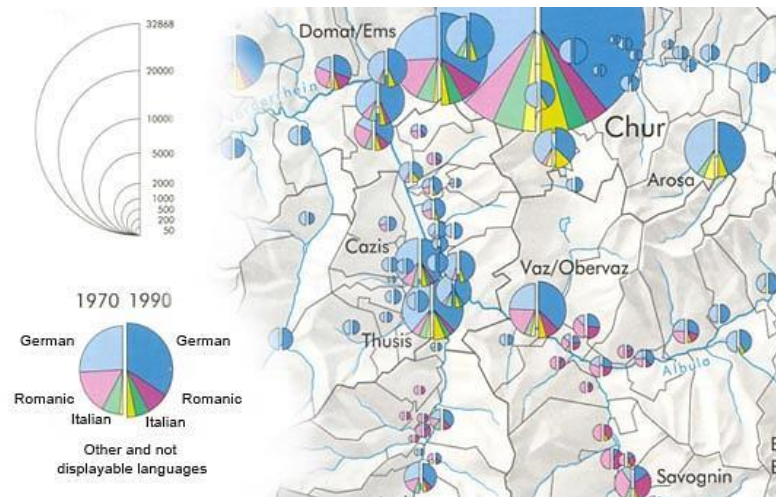 32868
20000
10000
5000
2000
1000
500
200
50
Domat/Ems
Chur
Arosa
Cazis
Vaz/Obervaz
Thusis
Albula
Savognin
1970 1990
German German
Romanic Romanic
Italian Italian
Other and not
displayable languages